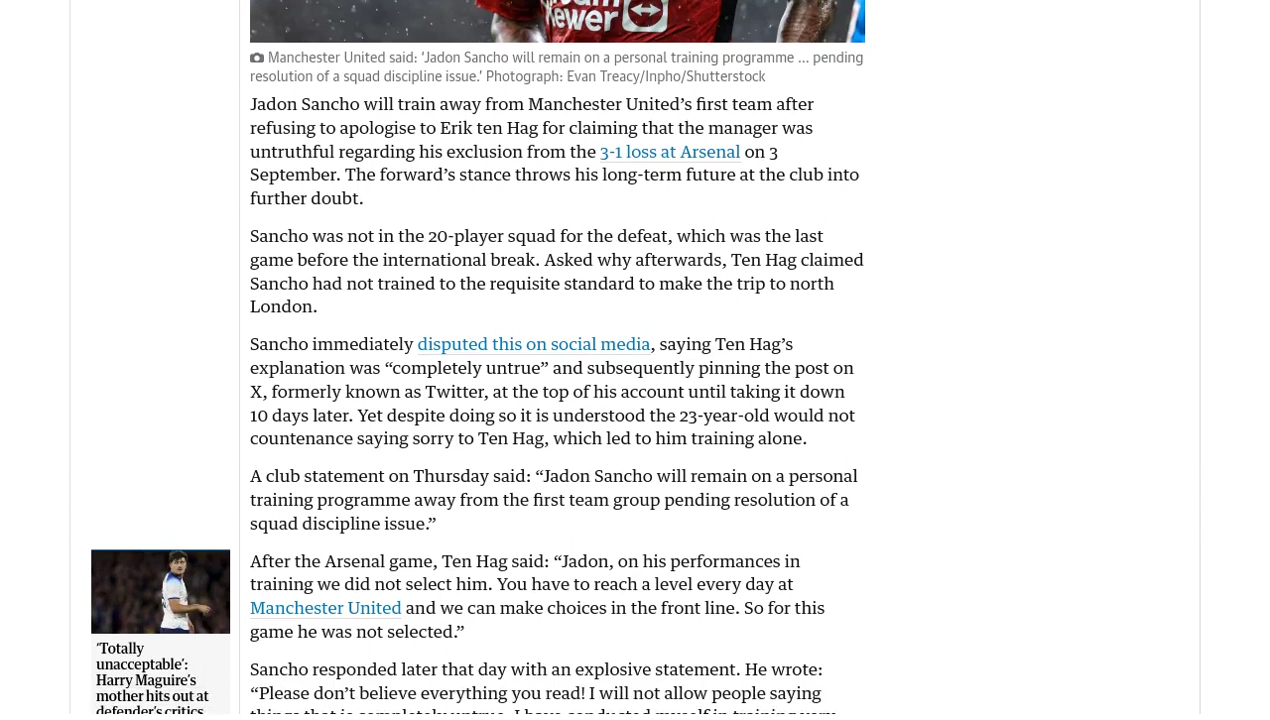 Kewer
Manchester United said: ‘Jadon Sancho will remain on a personal training programme ... pending
resolution of a squad discipline issue.’ Photograph: Evan Treacy/Inpho/Shutterstock
Jadon Sancho will train away from Manchester United’s first team after
refusing to apologise to Erik ten Hag for claiming that the manager was
untruthful regarding his exclusion from the 3-1 loss at Arsenal on 3
September. The forward’s stance throws his long-term future at the club into
further doubt.
Sancho was not in the 20-player squad for the defeat, which was the last
game before the international break. Asked why afterwards, Ten Hag claimed
Sancho had not trained to the requisite standard to make the trip to north
London.
Sancho immediately disputed this on social media, saying Ten Hag’s
explanation was “completely untrue” and subsequently pinning the post on
X, formerly known as Twitter, at the top of his account until taking it down
10 days later. Yet despite doing so it is understood the 23-year-old would not
countenance saying sorry to Ten Hag, which led to him training alone.
A club statement on Thursday said: “Jadon Sancho will remain on a personal
training programme away from the first team group pending resolution of a
squad discipline issue.”
After the Arsenal game, Ten Hag said: “Jadon, on his performances in
training we did not select him. You have to reach a level every day at
Manchester United and we can make choices in the front line. So for this
game he was not selected.”
Sancho responded later that day with an explosive statement. He wrote:
“Please don’t believe everything you read! I will not allow people saying
things that is completely untrue, I have conducted myself in training very
‘Totally
unacceptable’:
Harry Maguire’s
mother hits out at
defender’s critics